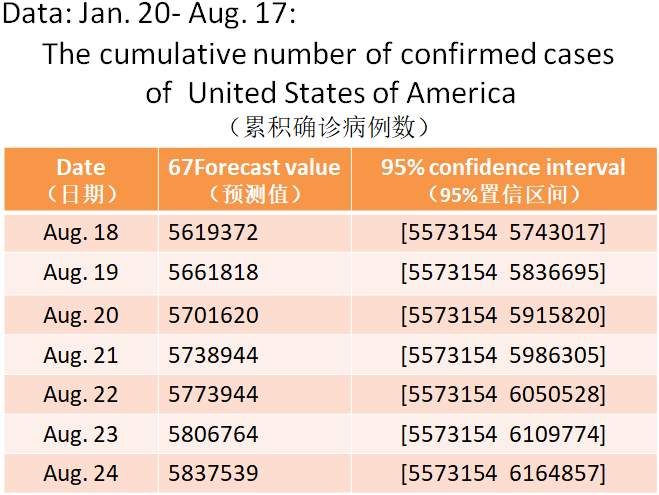 Data: Jan. 20- Aug. 17:
The cumulative number of confirmed cases
of United States of America
（累积确诊病例数）
Date 67Forecast value 95% confidence interval
（日期） （预测值） （95%置信区间）
Aug. 18 5619372 [5573154 5743017]
Aug. 19 5661818 [5573154 5836695]
Aug. 20 5701620 [5573154 5915820]
Aug. 21 5738944 [5573154 5986305]
Aug. 22 5773944 [5573154 6050528]
Aug. 23 5806764 [5573154 6109774]
Aug. 24 5837539 [5573154 6164857]